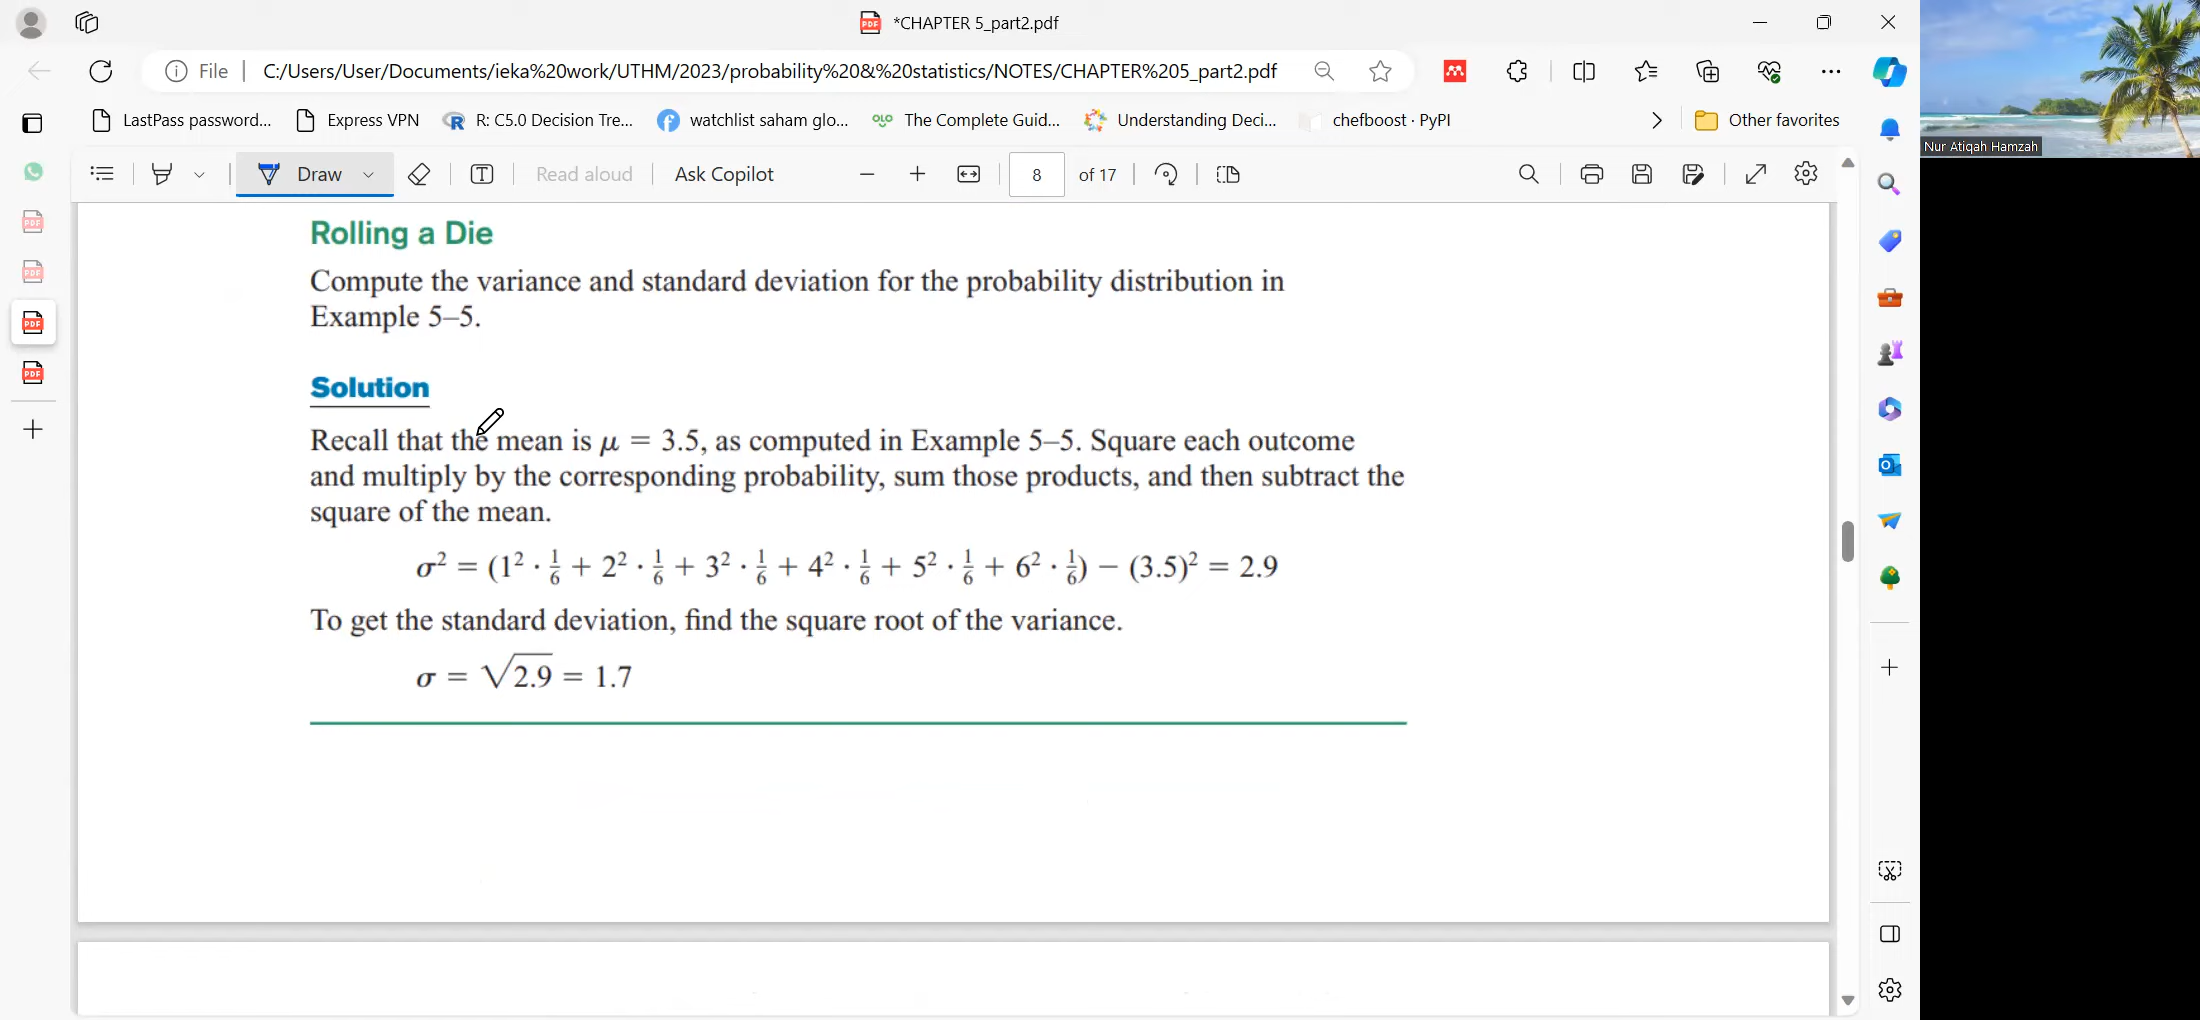 *CHAPTER 5_part2.pdf
File
C:/Users/User/Documents/ieka%20work/UTHM/2023/probability%20&%20statistics/NOTES/CHAPTER%205_part2.pdf
LastPass password... Express VPN R: C5.0 Decision Tre... watchlist saham glo... The Complete Guid... Understanding Deci... chefboost · PyPI Other favorites
Nur Atiqah Hamzah
Draw Read aloud Ask Copilot 8 of 17
Rolling a Die
Compute the variance and standard deviation for the probability distribution in
Example 5–5.
Solution
Recall that the mean is μ = 3.5, as computed in Example 5–5. Square each outcome
and multiply by the corresponding probability, sum those products, and then subtract the
square of the mean.
σ² = (1² · 1/6 + 2² · 1/6 + 3² · 1/6 + 4² · 1/6 + 5² · 1/6 + 6² · 1/6) − (3.5)² = 2.9
To get the standard deviation, find the square root of the variance.
σ = √2.9 = 1.7